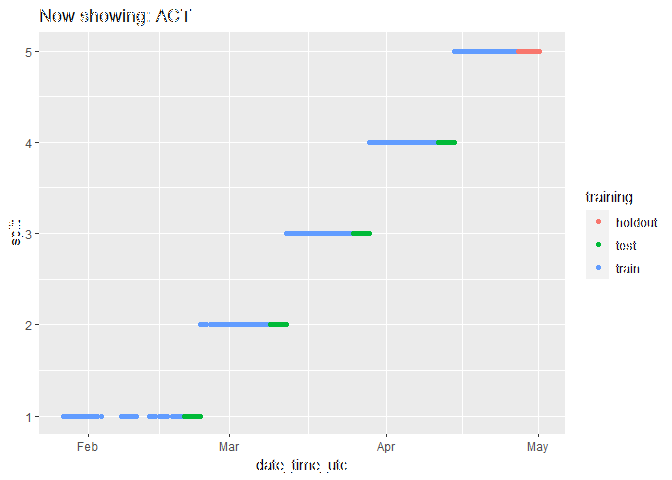 Now showing: ACT
5
4
3
2
1
split
Feb
Mar
Apr
May
date_time_utc
training
holdout
test
train